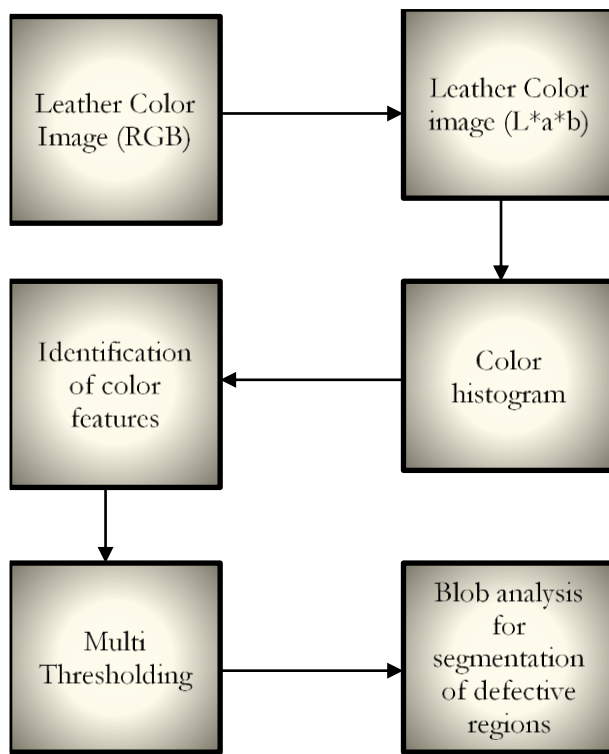 Leather Color
Image (RGB)
Leather Color
image (L*a*b)
Color
histogram
Identification
of color
features
Multi
Thresholding
Blob analysis
for
segmentation
of defective
regions